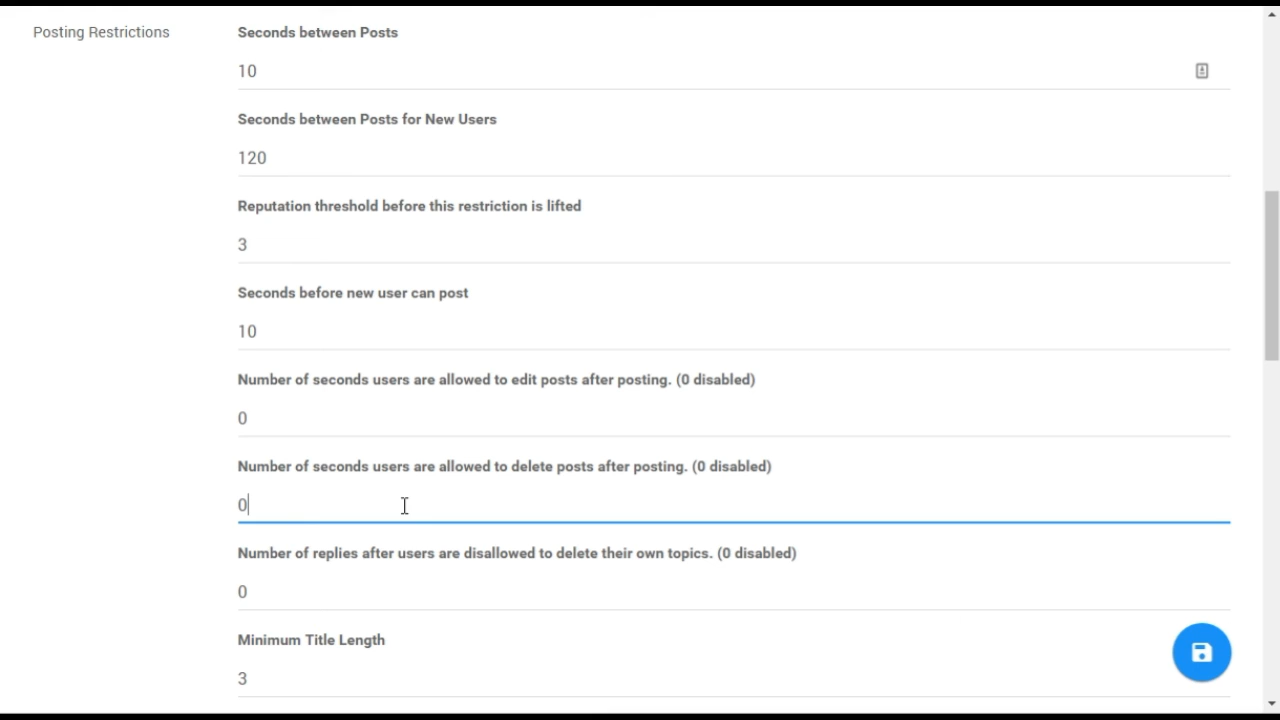 Posting Restrictions
Seconds between Posts
10
Seconds between Posts for New Users
120
Reputation threshold before this restriction is lifted
3
Seconds before new user can post
10
Number of seconds users are allowed to edit posts after posting. (0 disabled)
0
Number of seconds users are allowed to delete posts after posting. (0 disabled)
0
Number of replies after users are disallowed to delete their own topics. (0 disabled)
0
Minimum Title Length
3